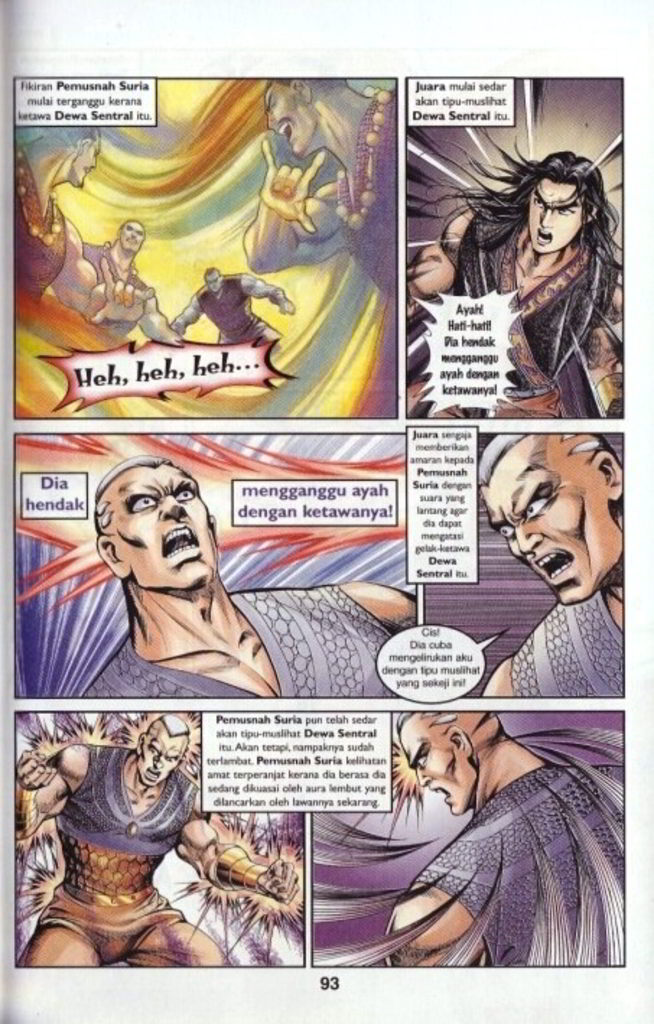 Fikiran Pemusnah Suria
mulai terganggu kerana
ketawa Dewa Sentral itu.
Heh, heh, heh...
Juara mulai sedar
akan tipu-muslihat
Dewa Sentral itu.
Ayah!
Hati-hati!
Dia hendak
mengganggu
ayah dengan
ketawanya!
Dia
hendak
mengganggu ayah
dengan ketawanya!
Juara sengaja
memberikan
amaran kepada
Pemusnah
Suria dengan
suara yang
lantang agar
dia dapat
mengatasi
gelak-ketawa
Dewa
Sentral itu.
Cis!
Dia cuba
mengelirukan aku
dengan tipu muslihat
yang sekeji ini!
Pemusnah Suria pun telah sedar
akan tipu-muslihat Dewa Sentral
itu. Akan tetapi, nampaknya sudah
terlambat. Pemusnah Suria kelihatan
amat terperanjat kerana dia berasa dia
sedang dikuasai oleh aura lembut yang
dilancarkan oleh lawannya sekarang.
93